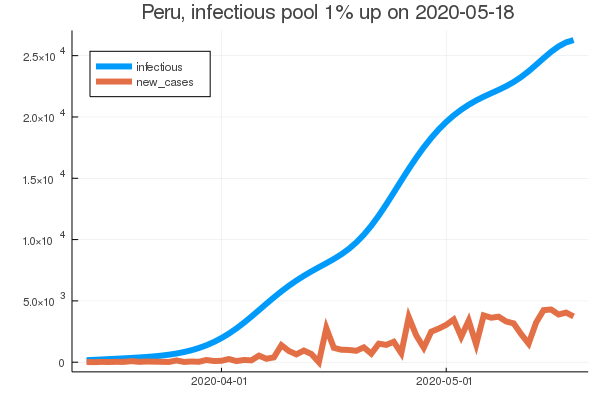 Peru, infectious pool 1% up on 2020-05-18
infectious
new_cases
2.5×10⁴
2.0×10⁴
1.5×10⁴
1.0×10⁴
5.0×10³
0
2020-04-01 2020-05-01